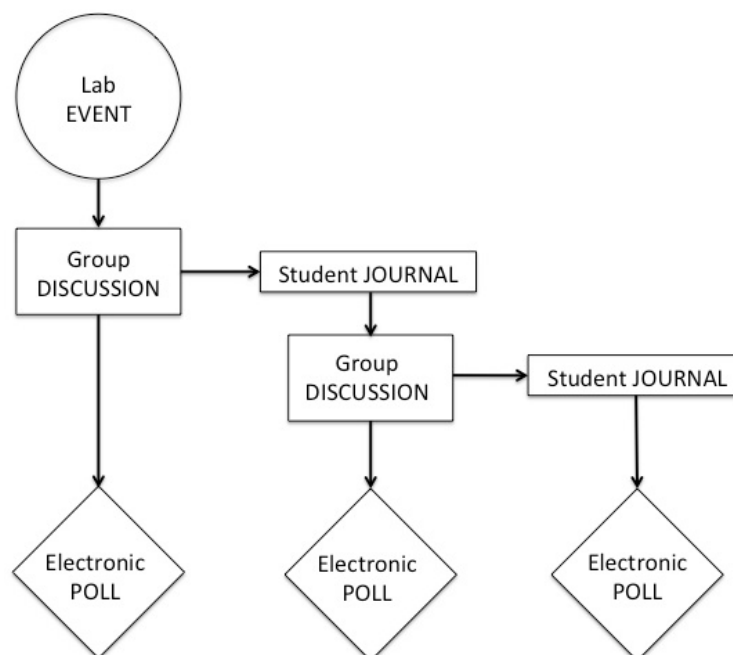 Lab
EVENT
Group
DISCUSSION
Student JOURNAL
Group
DISCUSSION
Student JOURNAL
Electronic
POLL
Electronic
POLL
Electronic
POLL